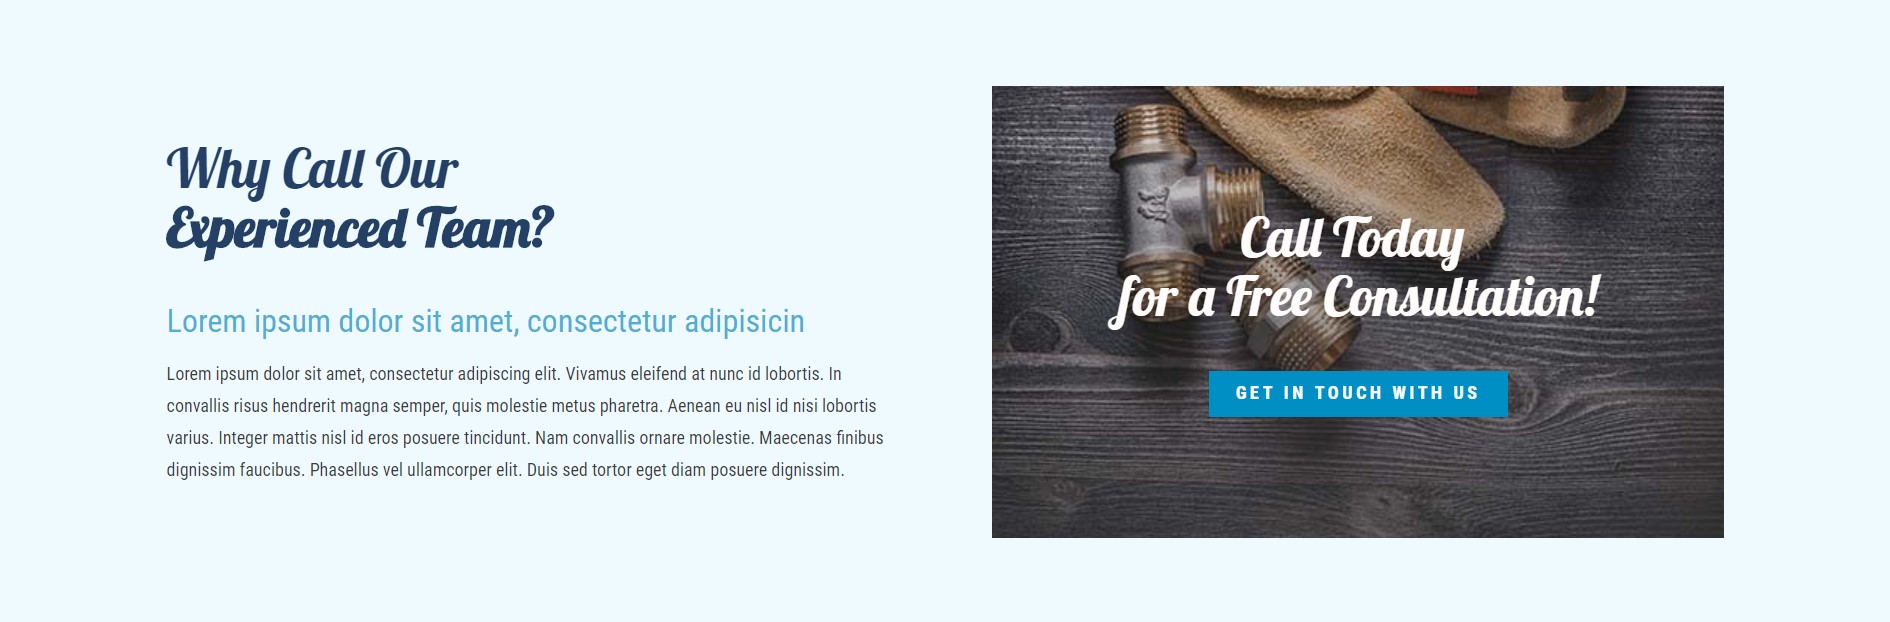 Why Call Our
Experienced Team?
Lorem ipsum dolor sit amet, consectetur adipisicin
Lorem ipsum dolor sit amet, consectetur adipiscing elit. Vivamus eleifend at nunc id lobortis. In
convallis risus hendrerit magna semper, quis molestie metus pharetra. Aenean eu nisl id nisi lobortis
varius. Integer mattis nisl id eros posuere tincidunt. Nam convallis ornare molestie. Maecenas finibus
dignissim faucibus. Phasellus vel ullamcorper elit. Duis sed tortor eget diam posuere dignissim.
Call Today
for a Free Consultation!
GET IN TOUCH WITH US